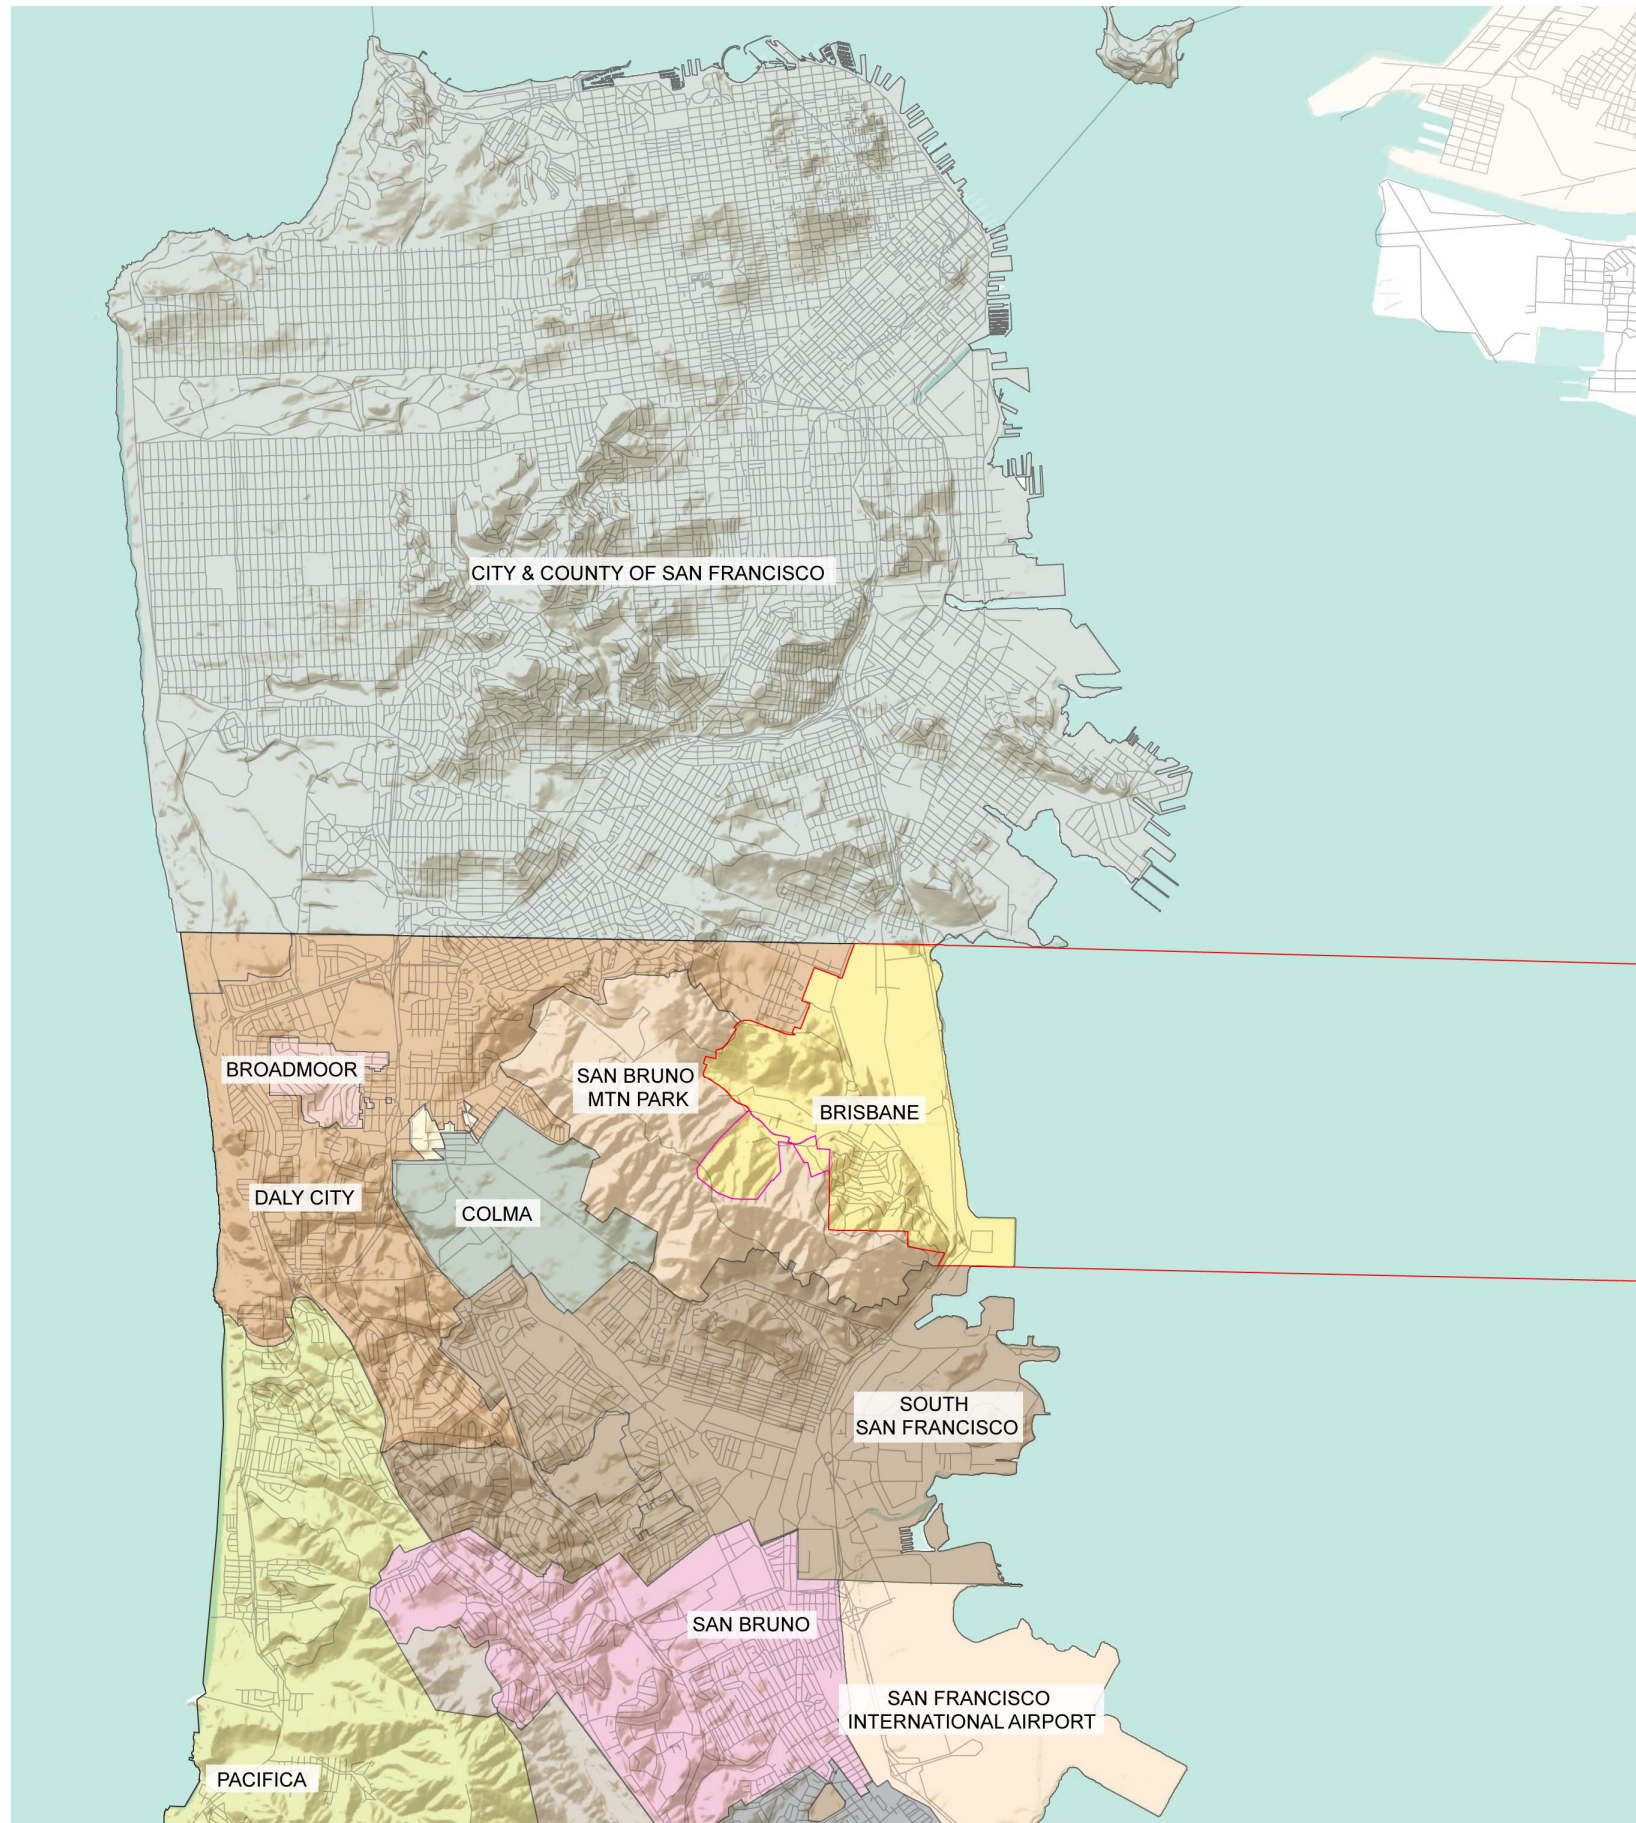 CITY & COUNTY OF SAN FRANCISCO
BROADMOOR
SAN BRUNO
MTN PARK
BRISBANE
DALY CITY
COLMA
SOUTH
SAN FRANCISCO
SAN BRUNO
SAN FRANCISCO
INTERNATIONAL AIRPORT
PACIFICA